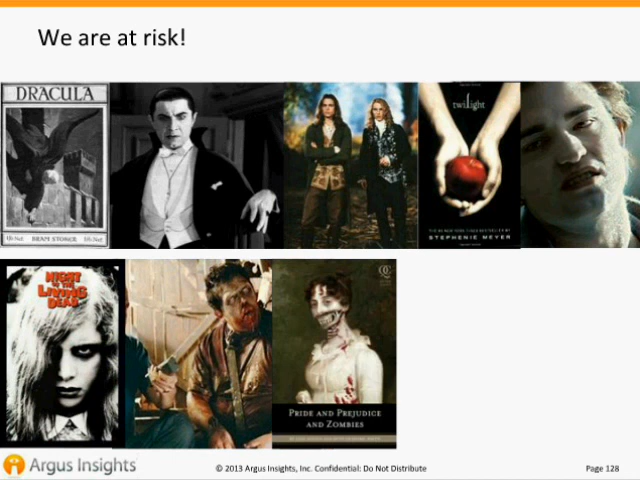 We are at risk!
DRACULA
BRAM STOKER
twilight
STEPHENIE MEYER
NIGHT
OF THE
LIVING
DEAD
PRIDE AND PREJUDICE
AND ZOMBIES
Argus Insights
© 2013 Argus Insights, Inc. Confidential: Do Not Distribute
Page 128